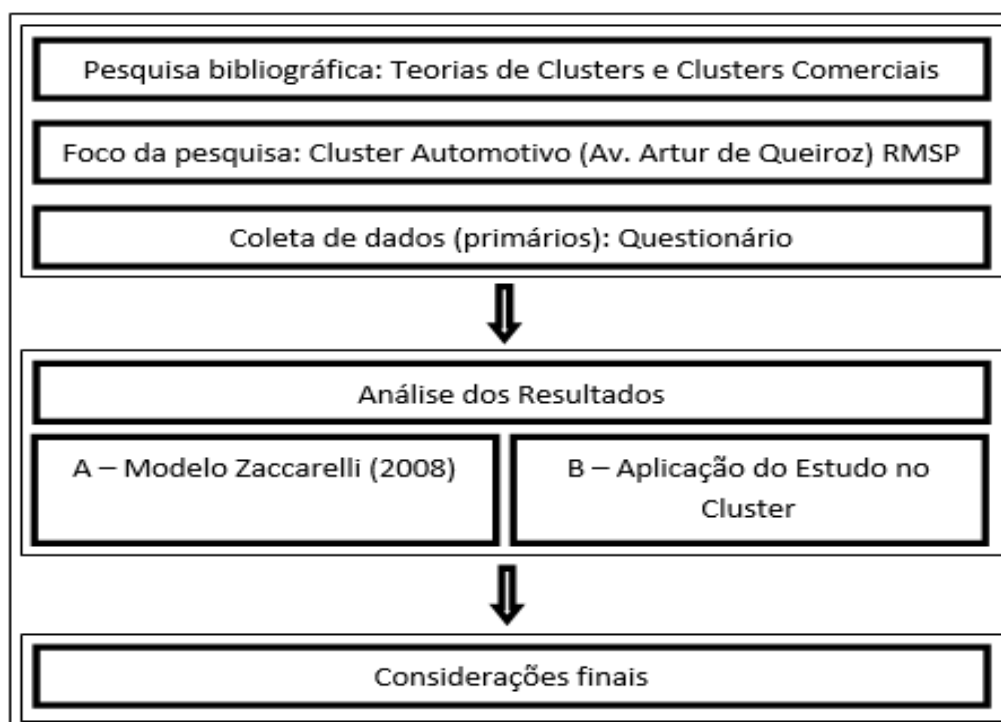 Pesquisa bibliográfica: Teorias de Clusters e Clusters Comerciais
Foco da pesquisa: Cluster Automotivo (Av. Artur de Queiroz) RMSP
Coleta de dados (primários): Questionário
Análise dos Resultados
A – Modelo Zaccarelli (2008)
B – Aplicação do Estudo no
Cluster
Considerações finais